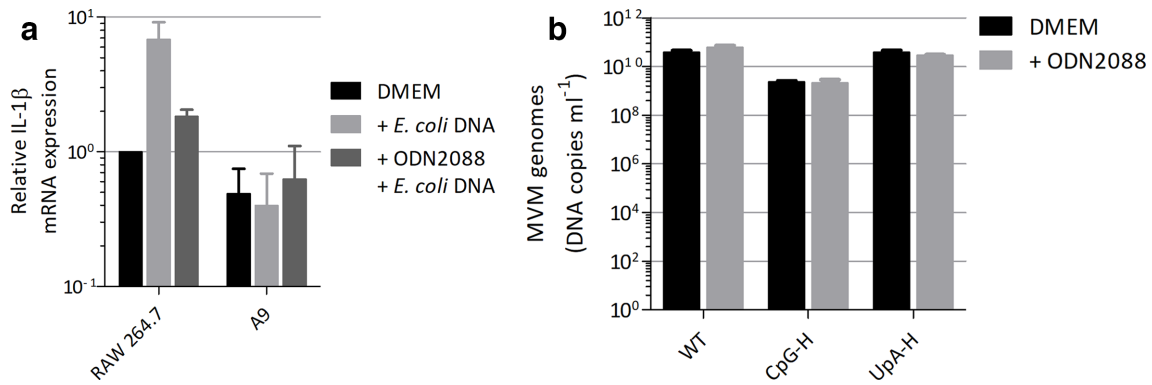 a
Relative IL-1β
mRNA expression
10¹
10⁰
10⁻¹
RAW 264.7
A9
DMEM
+ E. coli DNA
+ ODN2088
+ E. coli DNA
b
MVM genomes
(DNA copies ml⁻¹)
10¹²
10¹⁰
10⁸
10⁶
10⁴
10²
10⁰
WT
CpG-H
UpA-H
DMEM
+ ODN2088